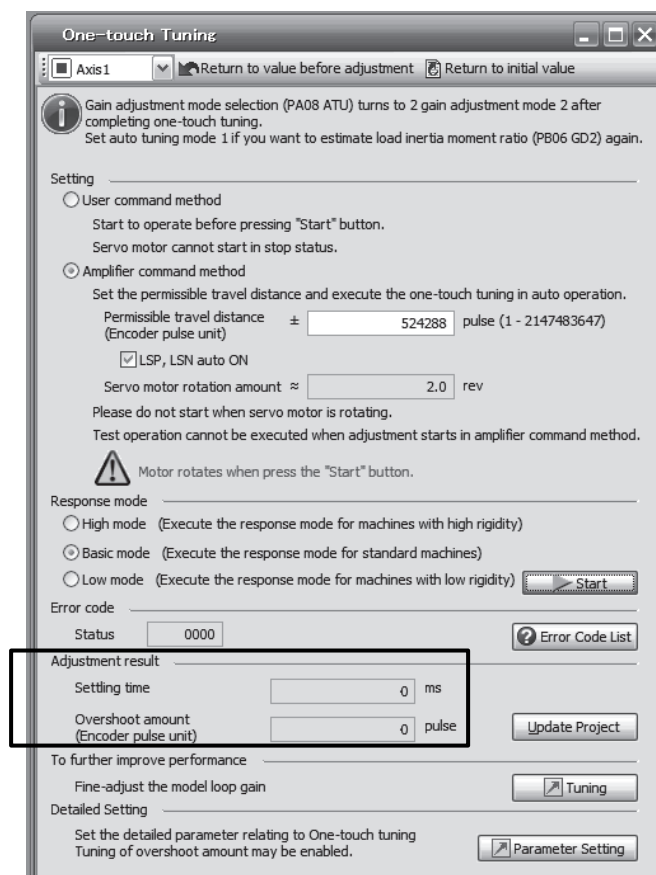 One-touch Tuning
Axis1 Return to value before adjustment Return to initial value
Gain adjustment mode selection (PA08 ATU) turns to 2 gain adjustment mode 2 after
completing one-touch tuning.
Set auto tuning mode 1 if you want to estimate load inertia moment ratio (PB06 GD2) again.
Setting
User command method
Start to operate before pressing "Start" button.
Servo motor cannot start in stop status.
Amplifier command method
Set the permissible travel distance and execute the one-touch tuning in auto operation.
Permissible travel distance
(Encoder pulse unit)
± 524288 pulse (1 - 2147483647)
LSP, LSN auto ON
Servo motor rotation amount ≈ 2.0 rev
Please do not start when servo motor is rotating.
Test operation cannot be executed when adjustment starts in amplifier command method.
Motor rotates when press the "Start" button.
Response mode
High mode (Execute the response mode for machines with high rigidity)
Basic mode (Execute the response mode for standard machines)
Low mode (Execute the response mode for machines with low rigidity) Start
Error code
Status 0000 ? Error Code List
Adjustment result
Settling time 0 ms
Overshoot amount
(Encoder pulse unit)
0 pulse Update Project
To further improve performance
Fine-adjust the model loop gain Tuning
Detailed Setting
Set the detailed parameter relating to One-touch tuning
Tuning of overshoot amount may be enabled. Parameter Setting